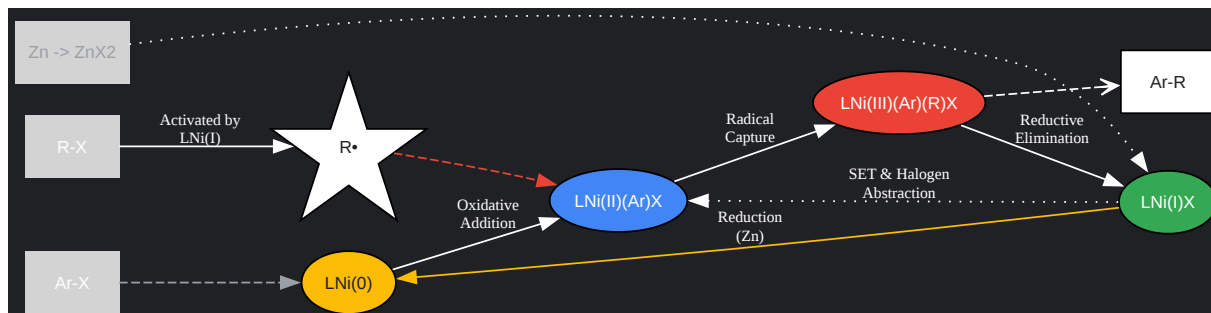 Zn -> ZnX2
R-X
Activated by
LNi(I)
R•
Ar-X
LNi(0)
Oxidative
Addition
LNi(II)(Ar)X
Radical
Capture
LNi(III)(Ar)(R)X
Reductive
Elimination
Ar-R
SET & Halogen
Abstraction
Reduction
(Zn)
LNi(I)X